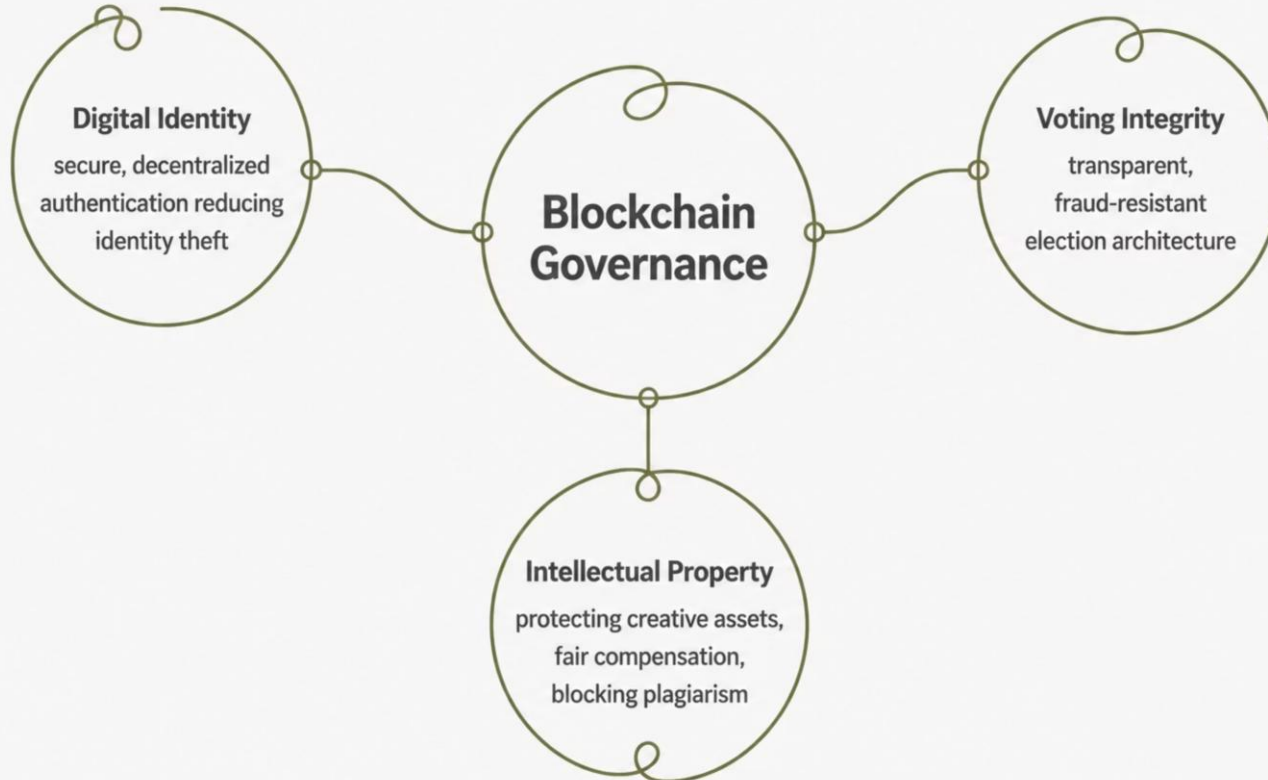 Digital Identity
secure, decentralized
authentication reducing
identity theft
Blockchain
Governance
Voting Integrity
transparent,
fraud-resistant
election architecture
Intellectual Property
protecting creative assets,
fair compensation,
blocking plagiarism